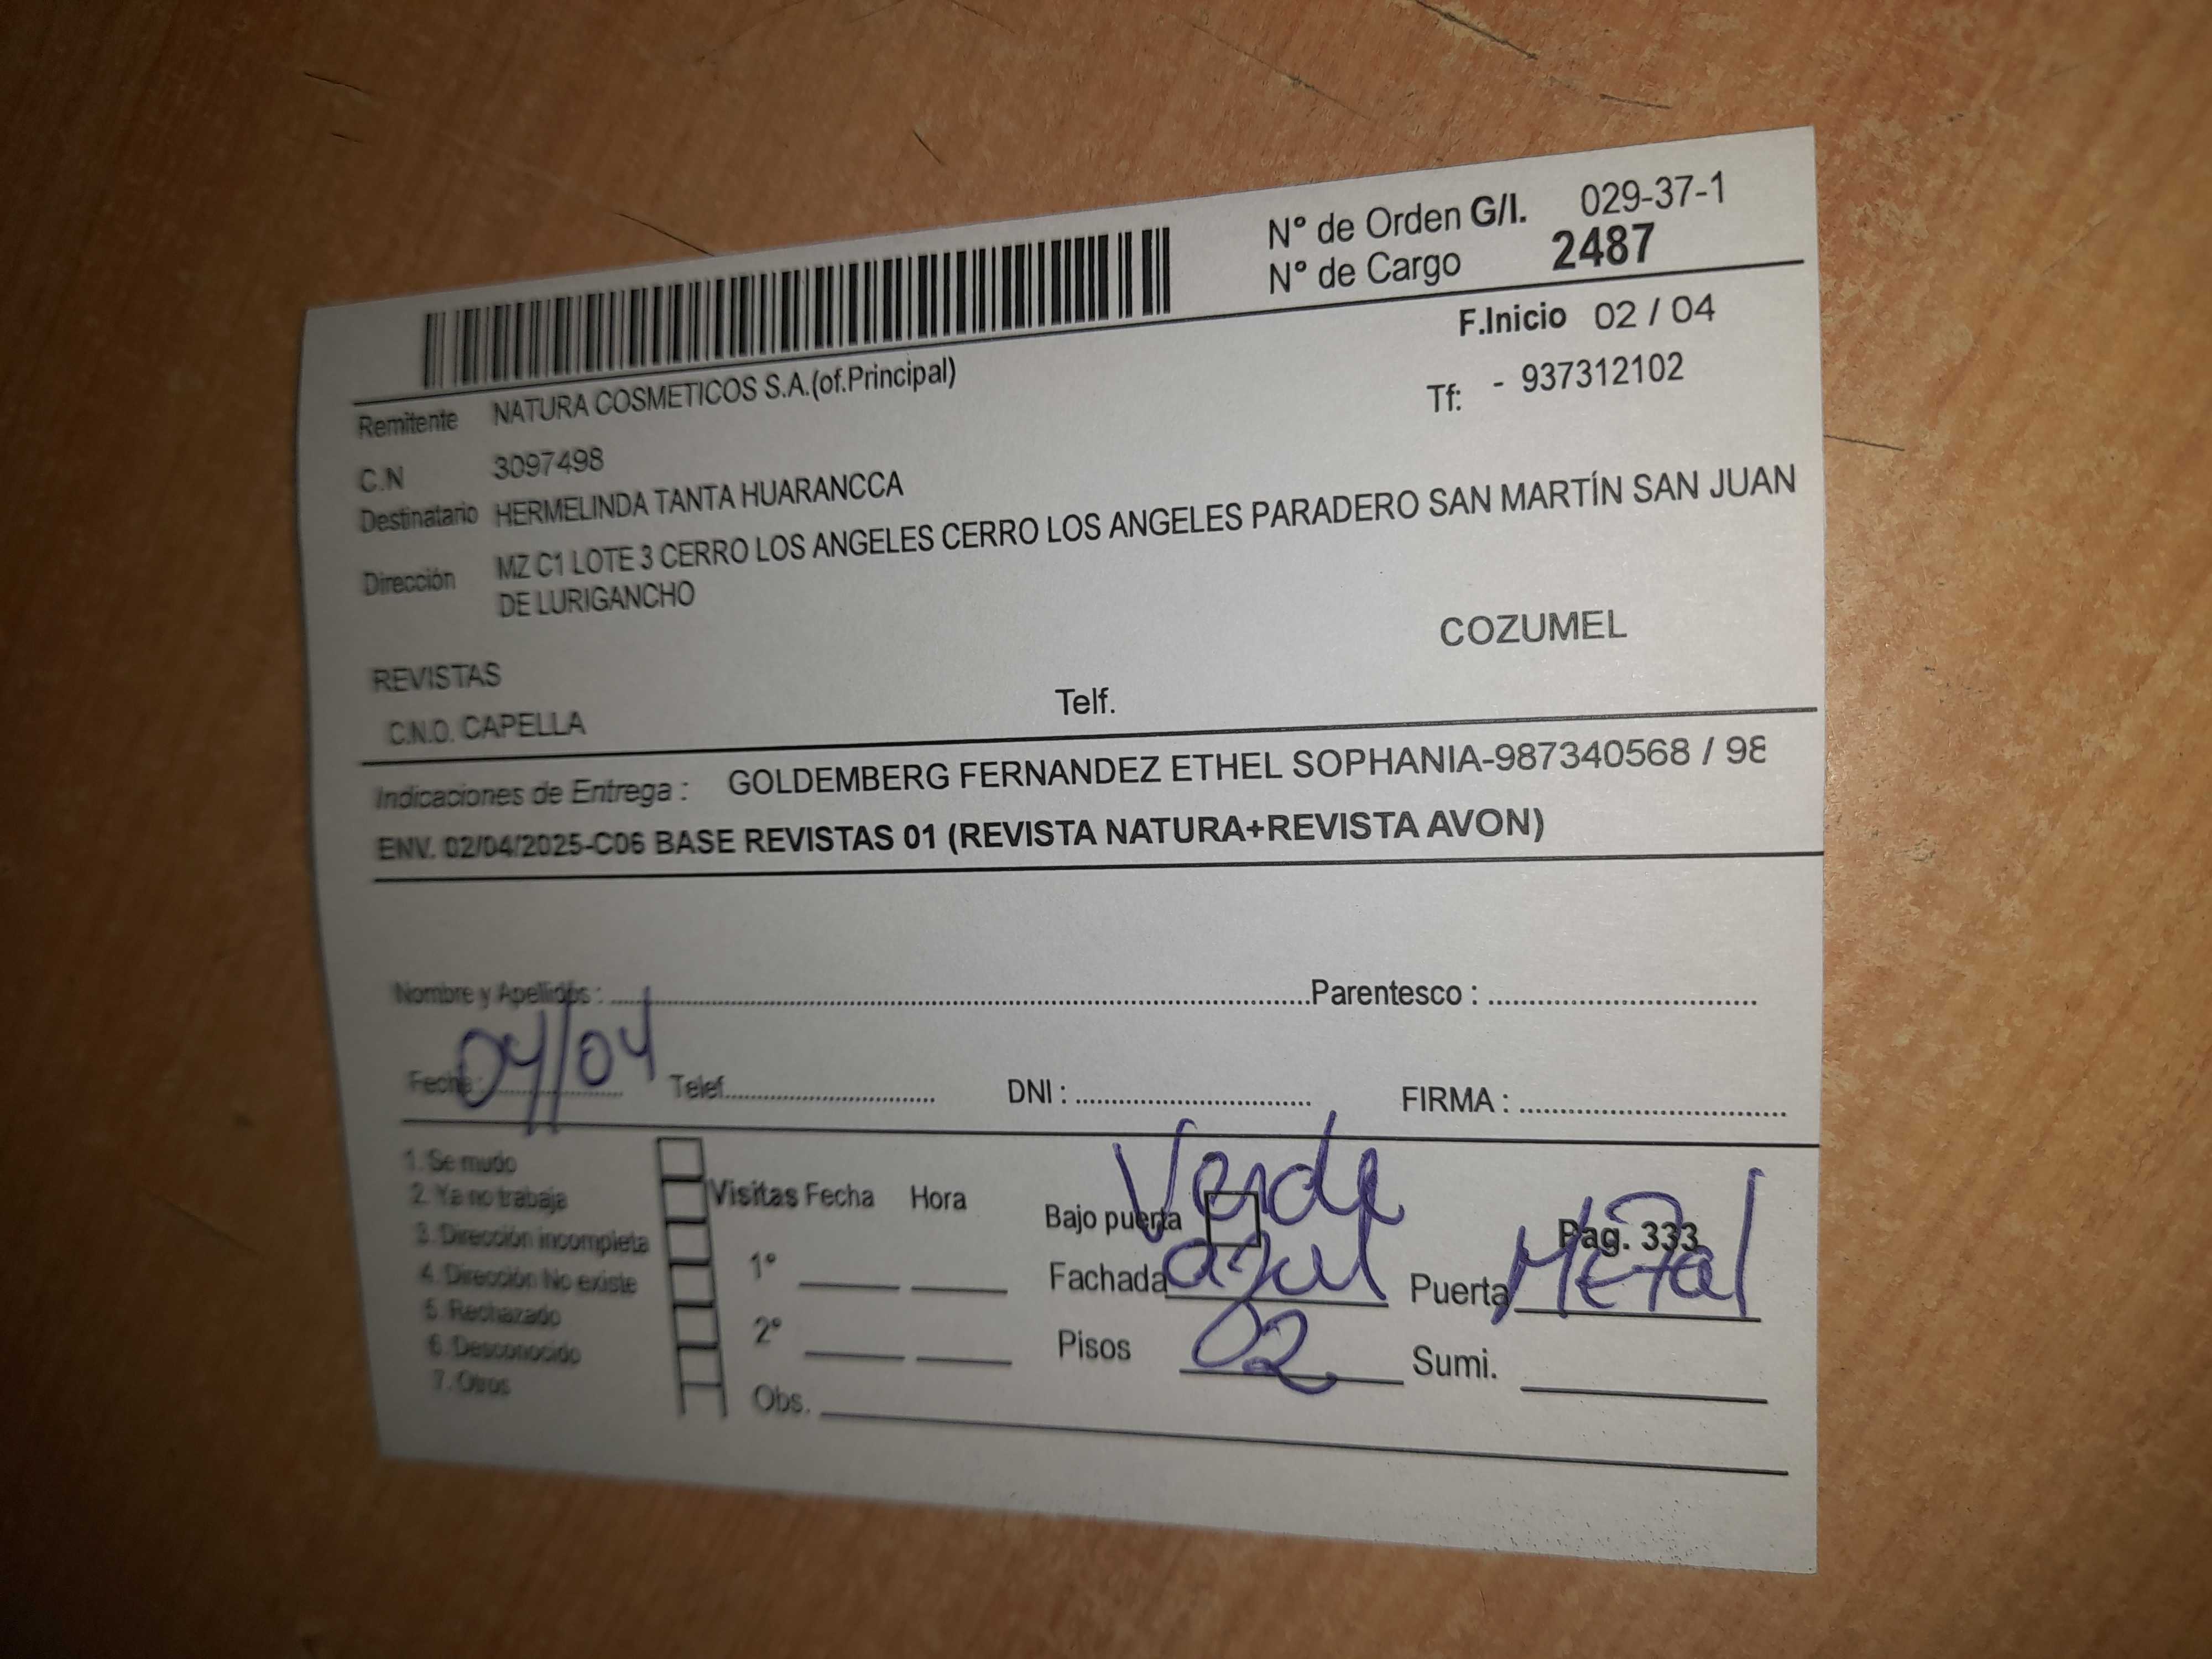 N° de Orden G/I. 029-37-1
N° de Cargo 2487
F.Inicio 02 / 04
Remitente NATURA COSMETICOS S.A.(of.Principal)
Tf: - 937312102
C.N 3097498
Destinatario HERMELINDA TANTA HUARANCCA
Dirección MZ C1 LOTE 3 CERRO LOS ANGELES CERRO LOS ANGELES PARADERO SAN MARTÍN SAN JUAN
DE LURIGANCHO
COZUMEL
REVISTAS
C.N.O. CAPELLA Telf.
Indicaciones de Entrega : GOLDEMBERG FERNANDEZ ETHEL SOPHANIA-987340568 / 98
ENV. 02/04/2025-C06 BASE REVISTAS 01 (REVISTA NATURA+REVISTA AVON)
Nombre y Apellidos : Parentesco :
Fecha: 04/04 Telef. DNI : FIRMA :
1. Se mudo
2. Ya no trabaja
3. Dirección incompleta
4. Dirección No existe
5. Rechazado
6. Desconocido
7. Otros
Visitas Fecha Hora
1°
2°
Obs.
Verde
Bajo puerta Pag. 333
Fachada azul Puerta Metal
Pisos 02 Sumi.